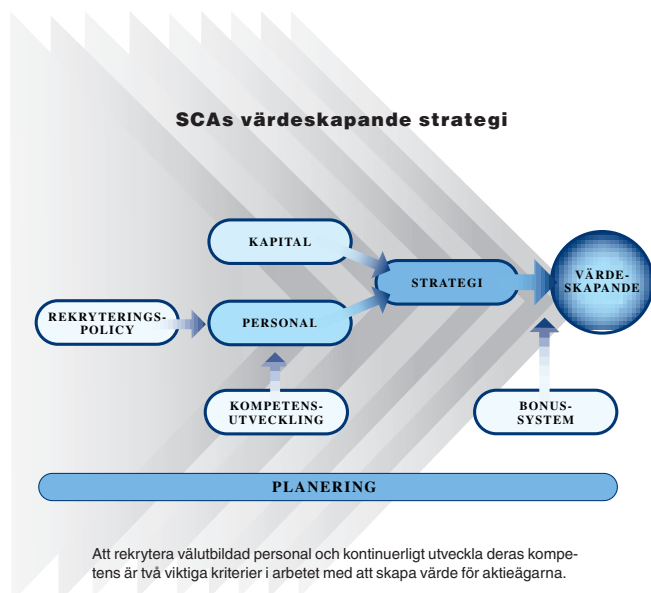 SCAs värdeskapande strategi
KAPITAL
STRATEGI
VÄRDE-
SKAPANDE
REKRYTERINGS-
POLICY
PERSONAL
KOMPETENS-
UTVECKLING
BONUS-
SYSTEM
PLANERING
Att rekrytera välutbildad personal och kontinuerligt utveckla deras kompe-
tens är två viktiga kriterier i arbetet med att skapa värde för aktieägarna.